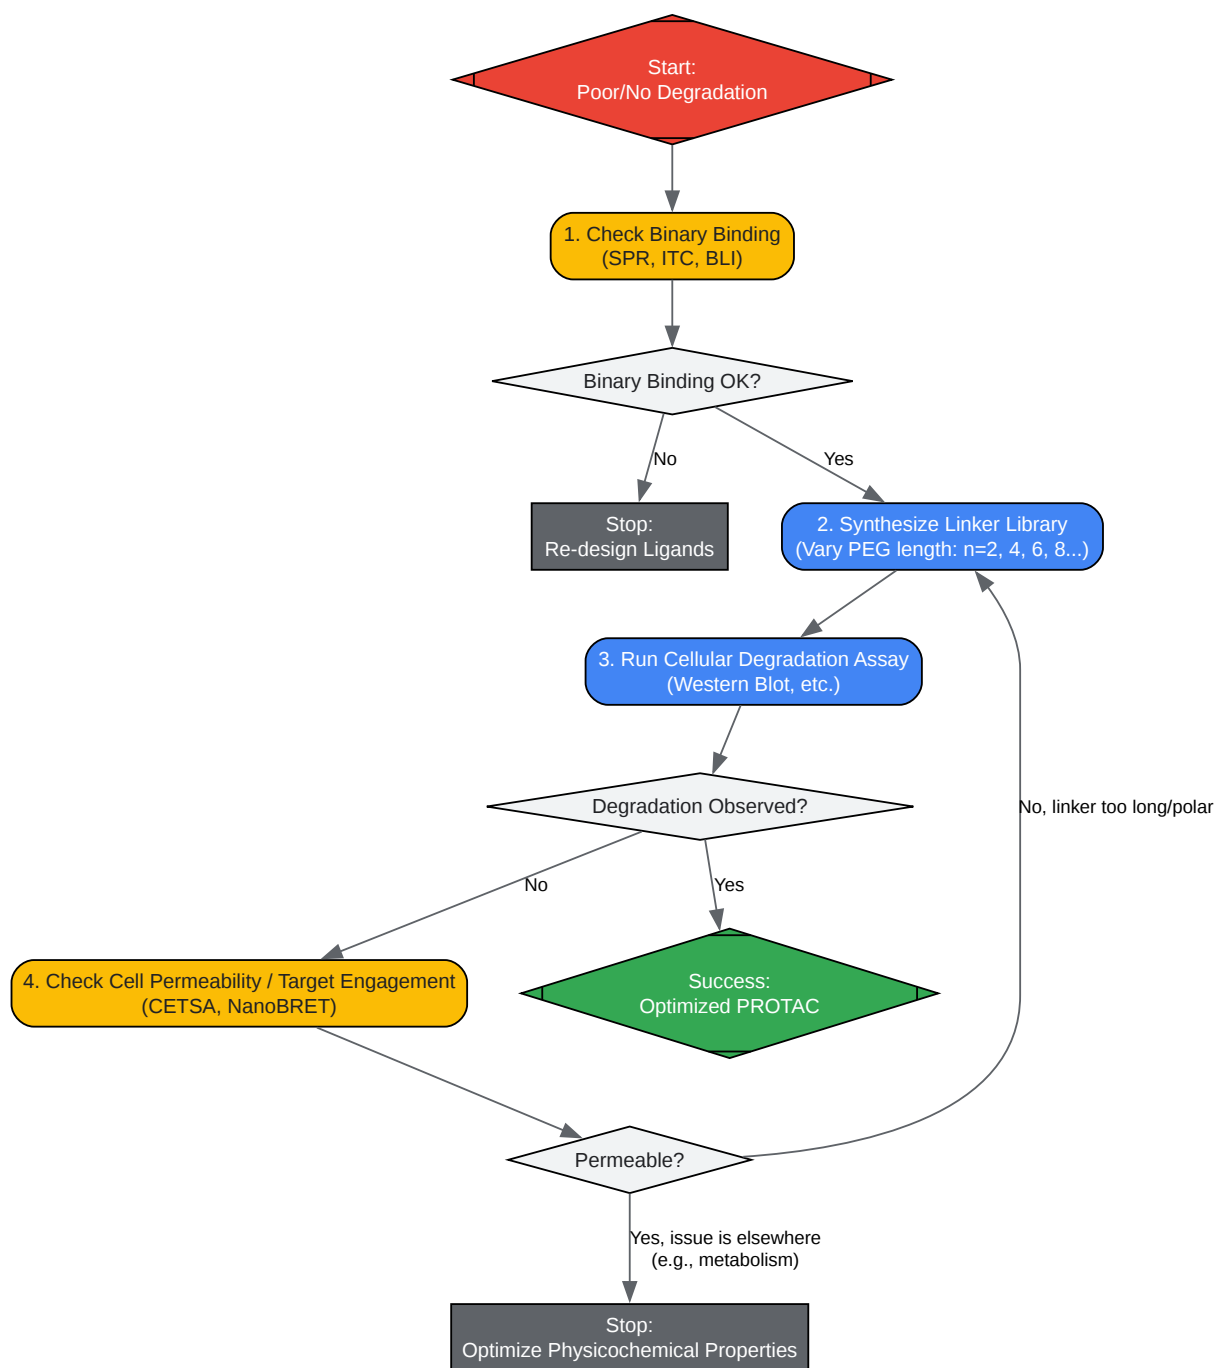 Start:
Poor/No Degradation
1. Check Binary Binding
(SPR, ITC, BLI)
Binary Binding OK?
No
Yes
Stop:
Re-design Ligands
2. Synthesize Linker Library
(Vary PEG length: n=2, 4, 6, 8...)
3. Run Cellular Degradation Assay
(Western Blot, etc.)
Degradation Observed?
No, linker too long/polar
No
Yes
4. Check Cell Permeability / Target Engagement
(CETSA, NanoBRET)
Success:
Optimized PROTAC
Permeable?
Yes, issue is elsewhere
(e.g., metabolism)
Stop:
Optimize Physicochemical Properties